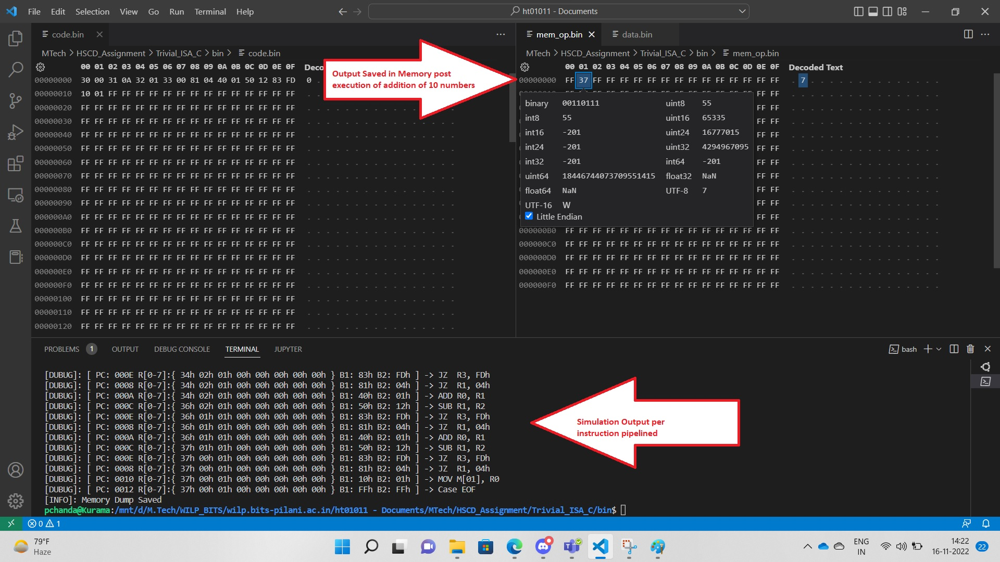 File Edit Selection View Go Run Terminal Help
ht01011 - Documents
code.bin
MTech > HSCD_Assignment > Trivial_ISA_C > bin > code.bin
00 01 02 03 04 05 06 07 08 09 0A 0B 0C 0D 0E 0F Deco
00000000 30 00 31 0A 32 01 33 00 81 04 40 01 50 12 83 FD 0 .
00000010 10 01 FF FF FF FF FF FF FF FF FF FF FF FF FF FF
00000020 FF FF FF FF FF FF FF FF FF FF FF FF FF FF FF FF
00000030 FF FF FF FF FF FF FF FF FF FF FF FF FF FF FF FF
00000040 FF FF FF FF FF FF FF FF FF FF FF FF FF FF FF FF
00000050 FF FF FF FF FF FF FF FF FF FF FF FF FF FF FF FF
00000060 FF FF FF FF FF FF FF FF FF FF FF FF FF FF FF FF
00000070 FF FF FF FF FF FF FF FF FF FF FF FF FF FF FF FF
00000080 FF FF FF FF FF FF FF FF FF FF FF FF FF FF FF FF
00000090 FF FF FF FF FF FF FF FF FF FF FF FF FF FF FF FF
000000A0 FF FF FF FF FF FF FF FF FF FF FF FF FF FF FF FF
000000B0 FF FF FF FF FF FF FF FF FF FF FF FF FF FF FF FF
000000C0 FF FF FF FF FF FF FF FF FF FF FF FF FF FF FF FF
000000D0 FF FF FF FF FF FF FF FF FF FF FF FF FF FF FF FF
000000E0 FF FF FF FF FF FF FF FF FF FF FF FF FF FF FF FF
000000F0 FF FF FF FF FF FF FF FF FF FF FF FF FF FF FF FF
00000100 FF FF FF FF FF FF FF FF FF FF FF FF FF FF FF FF
00000110 FF FF FF FF FF FF FF FF FF FF FF FF FF FF FF FF
00000120 FF FF FF FF FF FF FF FF FF FF FF FF FF FF FF FF
Output Saved in Memory post
execution of addition of 10 numbers
mem_op.bin data.bin
MTech > HSCD_Assignment > Trivial_ISA_C > bin > mem_op.bin
00 01 02 03 04 05 06 07 08 09 0A 0B 0C 0D 0E 0F Decoded Text
00000000 FF 37 FF FF FF FF FF FF FF FF FF FF FF FF FF FF . 7
FF FF
binary 00110111 uint8 55
FF FF
int8 55 uint16 65335
FF FF
int16 -201 uint24 16777015
FF FF
int24 -201 uint32 4294967095
FF FF
int32 -201 int64 -201
FF FF
uint64 18446744073709551415 float32 NaN
FF FF
float64 NaN UTF-8 7
FF FF
UTF-16 W
FF FF
Little Endian
FF FF
000000B0 FF FF FF FF FF FF FF FF FF FF FF FF FF FF FF FF
000000C0 FF FF FF FF FF FF FF FF FF FF FF FF FF FF FF FF
000000D0 FF FF FF FF FF FF FF FF FF FF FF FF FF FF FF FF
000000E0 FF FF FF FF FF FF FF FF FF FF FF FF FF FF FF FF
000000F0 FF FF FF FF FF FF FF FF FF FF FF FF FF FF FF FF
PROBLEMS 1 OUTPUT DEBUG CONSOLE TERMINAL JUPYTER bash
[DUBUG]: [ PC: 000E R[0-7]:{ 34h 02h 01h 00h 00h 00h 00h 00h } B1: 83h B2: FDh ] -> JZ R3, FDh
[DUBUG]: [ PC: 0008 R[0-7]:{ 34h 02h 01h 00h 00h 00h 00h 00h } B1: 81h B2: 04h ] -> JZ R1, 04h
[DUBUG]: [ PC: 000A R[0-7]:{ 34h 02h 01h 00h 00h 00h 00h 00h } B1: 40h B2: 01h ] -> ADD R0, R1
[DUBUG]: [ PC: 000C R[0-7]:{ 36h 02h 01h 00h 00h 00h 00h 00h } B1: 50h B2: 12h ] -> SUB R1, R2
[DUBUG]: [ PC: 000E R[0-7]:{ 36h 01h 01h 00h 00h 00h 00h 00h } B1: 83h B2: FDh ] -> JZ R3, FDh
[DUBUG]: [ PC: 0008 R[0-7]:{ 36h 01h 01h 00h 00h 00h 00h 00h } B1: 81h B2: 04h ] -> JZ R1, 04h
[DUBUG]: [ PC: 000A R[0-7]:{ 36h 01h 01h 00h 00h 00h 00h 00h } B1: 40h B2: 01h ] -> ADD R0, R1
[DUBUG]: [ PC: 000C R[0-7]:{ 37h 01h 01h 00h 00h 00h 00h 00h } B1: 50h B2: 12h ] -> SUB R1, R2
[DUBUG]: [ PC: 000E R[0-7]:{ 37h 00h 01h 00h 00h 00h 00h 00h } B1: 83h B2: FDh ] -> JZ R3, FDh
[DUBUG]: [ PC: 0008 R[0-7]:{ 37h 00h 01h 00h 00h 00h 00h 00h } B1: 81h B2: 04h ] -> JZ R1, 04h
[DUBUG]: [ PC: 0010 R[0-7]:{ 37h 00h 01h 00h 00h 00h 00h 00h } B1: 10h B2: 01h ] -> MOV M[01], R0
[DUBUG]: [ PC: 0012 R[0-7]:{ 37h 00h 01h 00h 00h 00h 00h 00h } B1: FFh B2: FFh ] -> Case EOF
[INFO]: Memory Dump Saved
pchanda@Kurama:/mnt/d/M.Tech/WILP_BITS/wilp.bits-pilani.ac.in/ht01011 - Documents/MTech/HSCD_Assignment/Trivial_ISA_C/bin$
Simulation Output per
instruction pipelined
0 1
79°F
Haze
ENG
IN
14:22
16-11-2022
22